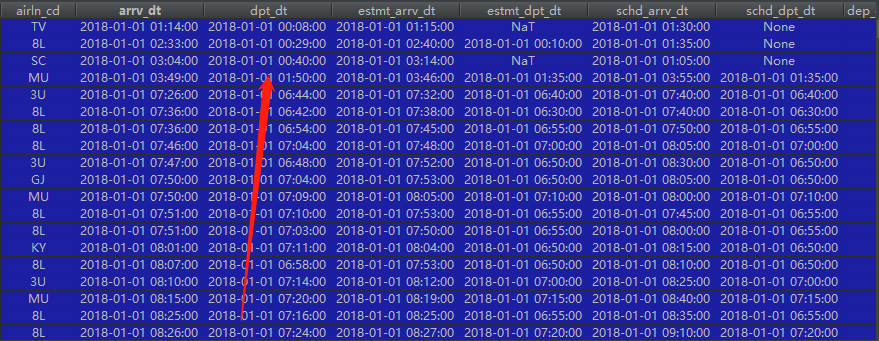 airln_cd arrv_dt dpt_dt estmt_arrv_dt estmt_dpt_dt schd_arrv_dt schd_dpt_dt dep_
TV 2018-01-01 01:14:00 2018-01-01 00:08:00 2018-01-01 01:15:00 NaT 2018-01-01 01:30:00 None
8L 2018-01-01 02:33:00 2018-01-01 00:29:00 2018-01-01 02:40:00 2018-01-01 00:10:00 2018-01-01 01:35:00 None
SC 2018-01-01 03:04:00 2018-01-01 00:40:00 2018-01-01 03:14:00 NaT 2018-01-01 01:05:00 None
MU 2018-01-01 03:49:00 2018-01-01 01:50:00 2018-01-01 03:46:00 2018-01-01 01:35:00 2018-01-01 03:55:00 2018-01-01 01:35:00
3U 2018-01-01 07:26:00 2018-01-01 06:44:00 2018-01-01 07:32:00 2018-01-01 06:40:00 2018-01-01 07:40:00 2018-01-01 06:40:00
8L 2018-01-01 07:36:00 2018-01-01 06:42:00 2018-01-01 07:38:00 2018-01-01 06:30:00 2018-01-01 07:40:00 2018-01-01 06:30:00
8L 2018-01-01 07:36:00 2018-01-01 06:54:00 2018-01-01 07:45:00 2018-01-01 06:55:00 2018-01-01 07:50:00 2018-01-01 06:55:00
8L 2018-01-01 07:46:00 2018-01-01 07:04:00 2018-01-01 07:48:00 2018-01-01 07:00:00 2018-01-01 08:05:00 2018-01-01 07:00:00
3U 2018-01-01 07:47:00 2018-01-01 06:48:00 2018-01-01 07:52:00 2018-01-01 06:50:00 2018-01-01 08:30:00 2018-01-01 06:50:00
GJ 2018-01-01 07:50:00 2018-01-01 07:04:00 2018-01-01 07:53:00 2018-01-01 06:50:00 2018-01-01 08:05:00 2018-01-01 06:50:00
MU 2018-01-01 07:50:00 2018-01-01 07:09:00 2018-01-01 08:05:00 2018-01-01 07:10:00 2018-01-01 08:00:00 2018-01-01 07:10:00
8L 2018-01-01 07:51:00 2018-01-01 07:10:00 2018-01-01 07:53:00 2018-01-01 06:55:00 2018-01-01 07:45:00 2018-01-01 06:55:00
8L 2018-01-01 07:51:00 2018-01-01 07:03:00 2018-01-01 07:50:00 2018-01-01 06:55:00 2018-01-01 08:00:00 2018-01-01 06:55:00
KY 2018-01-01 08:01:00 2018-01-01 07:11:00 2018-01-01 08:04:00 2018-01-01 06:50:00 2018-01-01 08:15:00 2018-01-01 06:50:00
8L 2018-01-01 08:07:00 2018-01-01 06:58:00 2018-01-01 07:53:00 2018-01-01 06:50:00 2018-01-01 08:10:00 2018-01-01 06:50:00
3U 2018-01-01 08:10:00 2018-01-01 07:14:00 2018-01-01 08:12:00 2018-01-01 07:00:00 2018-01-01 08:25:00 2018-01-01 07:00:00
MU 2018-01-01 08:15:00 2018-01-01 07:20:00 2018-01-01 08:19:00 2018-01-01 07:15:00 2018-01-01 08:40:00 2018-01-01 07:15:00
8L 2018-01-01 08:25:00 2018-01-01 07:16:00 2018-01-01 08:25:00 2018-01-01 06:55:00 2018-01-01 08:35:00 2018-01-01 06:55:00
8L 2018-01-01 08:26:00 2018-01-01 07:24:00 2018-01-01 08:27:00 2018-01-01 07:20:00 2018-01-01 09:10:00 2018-01-01 07:20:00